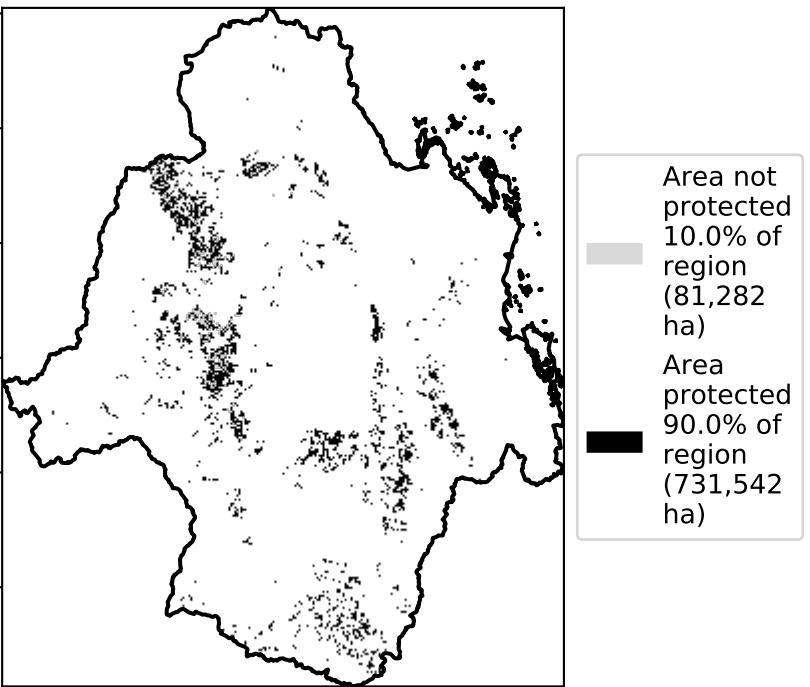 Area not
protected
10.0% of
region
(81,282
ha)
Area
protected
90.0% of
region
(731,542
ha)